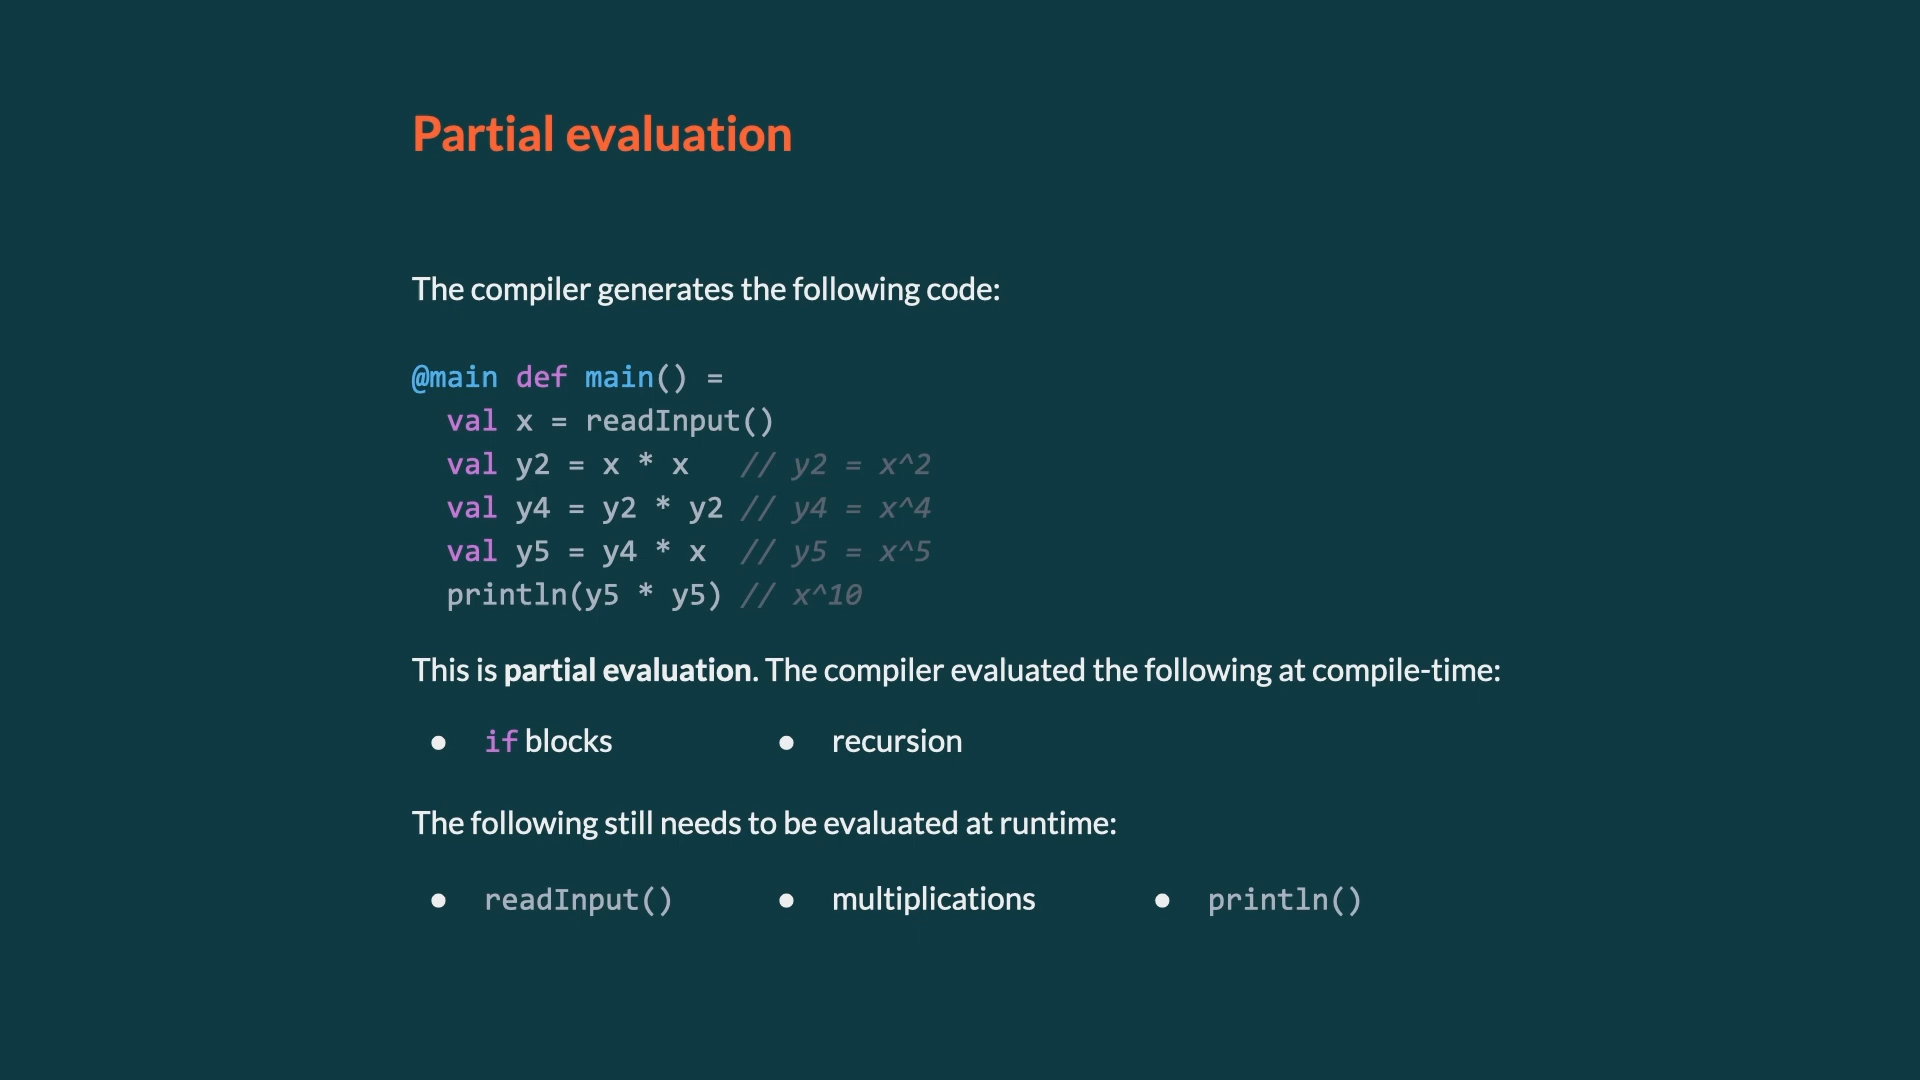 Partial evaluation
The compiler generates the following code:
@main def main() =
  val x = readInput()
  val y2 = x * x   // y2 = x^2
  val y4 = y2 * y2 // y4 = x^4
  val y5 = y4 * x  // y5 = x^5
  println(y5 * y5) // x^10
This is partial evaluation. The compiler evaluated the following at compile-time:
● if blocks ● recursion
The following still needs to be evaluated at runtime:
● readInput() ● multiplications ● println()